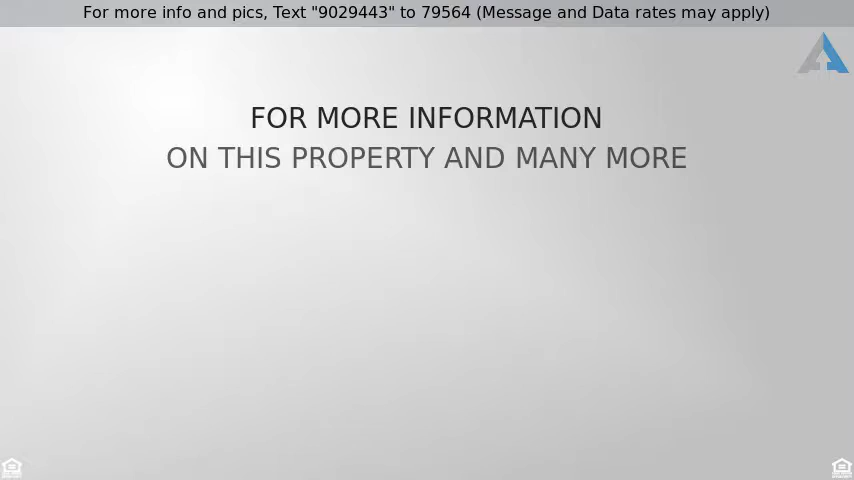 For more info and pics, Text "9029443" to 79564 (Message and Data rates may apply)
FOR MORE INFORMATION
ON THIS PROPERTY AND MANY MORE